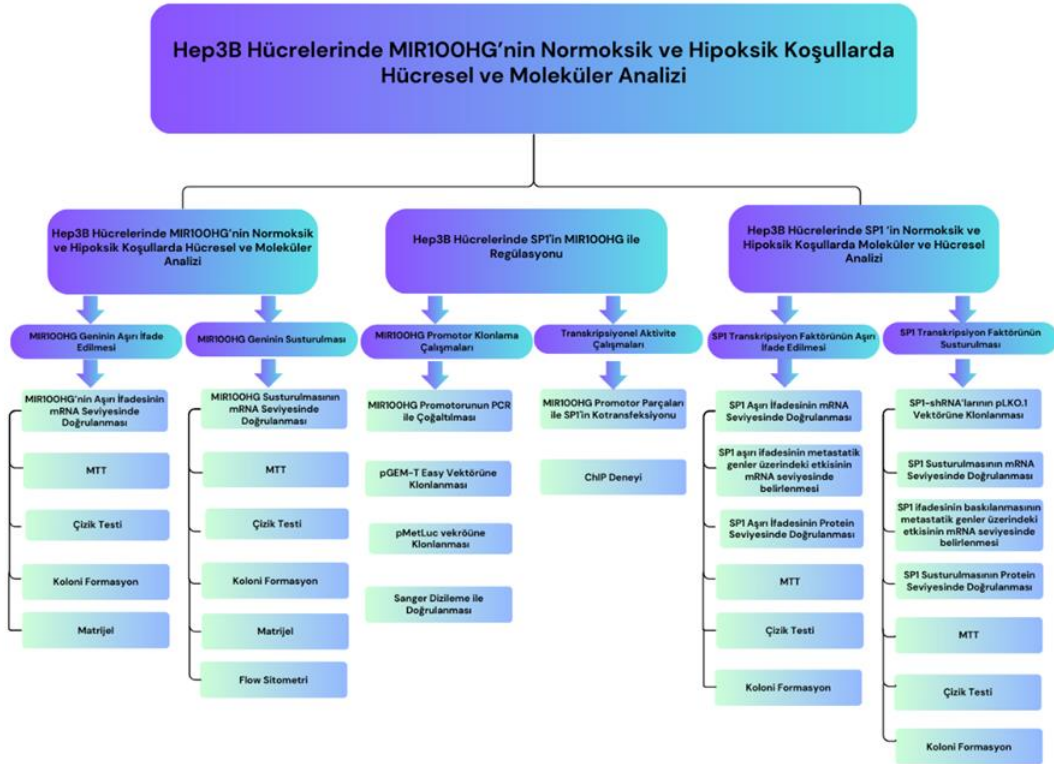 Hep3B Hücrelerinde MIR100HG’nin Normoksik ve Hipoksik Koşullarda
Hücresel ve Moleküler Analizi
Hep3B Hücrelerinde MIR100HG’nin Normoksik
ve Hipoksik Koşullarda Hücresel ve Moleküler
Analizi
MIR100HG Geninin Aşırı İfade
Edilmesi
MIR100HG’nin Aşırı İfadesinin
mRNA Seviyesinde
Doğrulanması
MTT
Çizik Testi
Koloni Formasyon
Matrijel
MIR100HG Geninin Susturulması
MIR100HG Susturulmasının
mRNA Seviyesinde
Doğrulanması
MTT
Çizik Testi
Koloni Formasyon
Matrijel
Flow Sitometri
Hep3B Hücrelerinde SP1'in MIR100HG ile
Regülasyonu
MIR100HG Promotor Klonlama
Çalışmaları
MIR100HG Promotorunun PCR
ile Çoğaltılması
pGEM-T Easy Vektörüne
Klonlanması
pMetLuc vekröüne
Klonlanması
Sanger Dizileme ile
Doğrulanması
Transkripsiyonel Aktivite
Çalışmaları
MIR100HG Promotor Parçaları
ile SP1'in Kotransfeksiyonu
ChIP Deneyi
Hep3B Hücrelerinde SP1 ‘in Normoksik ve
Hipoksik Koşullarda Moleküler ve Hücresel
Analizi
SP1 Transkripsiyon Faktörünün Aşırı
İfade Edilmesi
SP1 Aşırı İfadesinin mRNA
Seviyesinde Doğrulanması
SP1 aşırı ifadesinin metastatik
genler üzerindeki etkisinin
mRNA seviyesinde
belirlenmesi
SP1 Aşırı İfadesinin Protein
Seviyesinde Doğrulanması
MTT
Çizik Testi
Koloni Formasyon
SP1 Transkripsiyon Faktörünün
Susturulması
SP1-shRNA’larının pLKO.1
Vektörüne Klonlanması
SP1 Susturulmasının mRNA
Seviyesinde Doğrulanması
SP1 ifadesinin baskılanmasının
metastatik genler üzerindeki
etkisinin mRNA seviyesinde
belirlenmesi
SP1 Susturulmasının Protein
Seviyesinde Doğrulanması
MTT
Çizik Testi
Koloni Formasyon